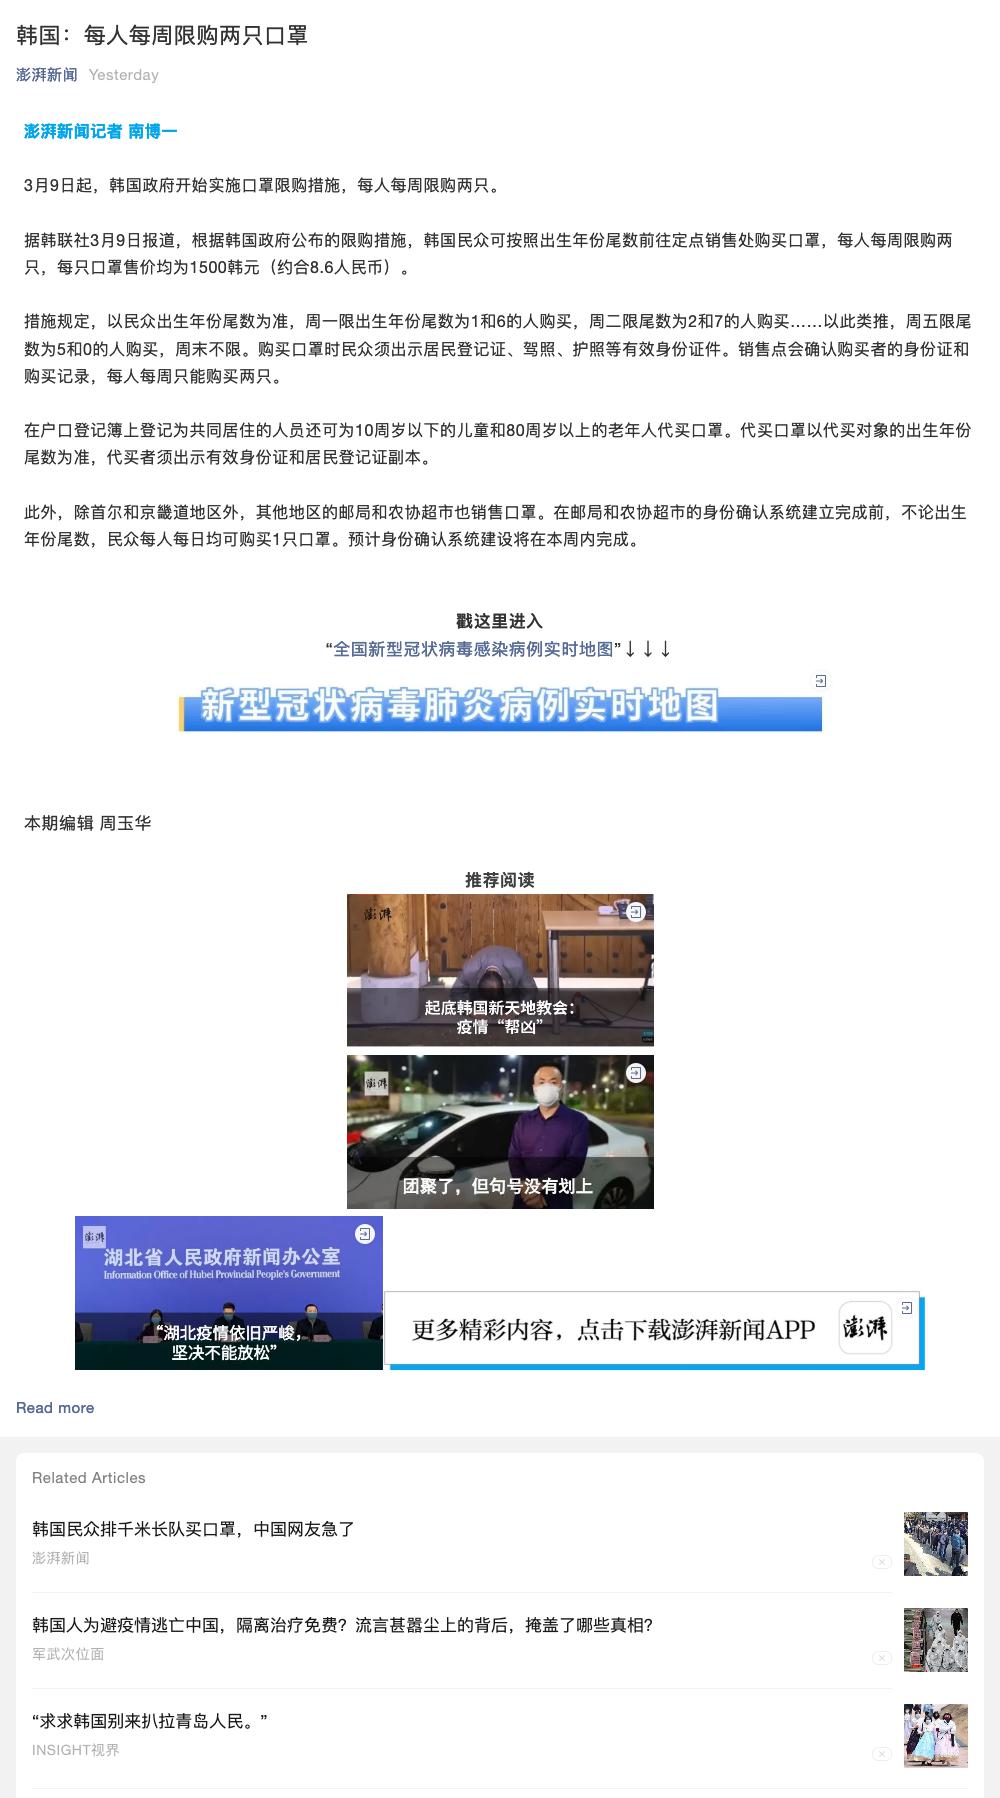 韩国：每人每周限购两只口罩
澎湃新闻 Yesterday
澎湃新闻记者 南博一
3月9日起，韩国政府开始实施口罩限购措施，每人每周限购两只。
据韩联社3月9日报道，根据韩国政府公布的限购措施，韩国民众可按照出生年份尾数前往定点销售处购买口罩，每人每周限购两
只，每只口罩售价均为1500韩元（约合8.6人民币）。
措施规定，以民众出生年份尾数为准，周一限出生年份尾数为1和6的人购买，周二限尾数为2和7的人购买……以此类推，周五限尾
数为5和0的人购买，周末不限。购买口罩时民众须出示居民登记证、驾照、护照等有效身份证件。销售点会确认购买者的身份证和
购买记录，每人每周只能购买两只。
在户口登记簿上登记为共同居住的人员还可为10周岁以下的儿童和80周岁以上的老年人代买口罩。代买口罩以代买对象的出生年份
尾数为准，代买者须出示有效身份证和居民登记证副本。
此外，除首尔和京畿道地区外，其他地区的邮局和农协超市也销售口罩。在邮局和农协超市的身份确认系统建立完成前，不论出生
年份尾数，民众每人每日均可购买1只口罩。预计身份确认系统建设将在本周内完成。
戳这里进入
“全国新型冠状病毒感染病例实时地图”↓↓↓
新型冠状病毒肺炎病例实时地图
本期编辑 周玉华
推荐阅读
澎湃
起底韩国新天地教会：
疫情“帮凶”
澎湃
团聚了，但句号没有划上
澎湃
湖北省人民政府新闻办公室
Information Office of Hubei Provincial People's Government
“湖北疫情依旧严峻，
坚决不能放松”
更多精彩内容，点击下载澎湃新闻APP 澎湃
Read more
Related Articles
韩国民众排千米长队买口罩，中国网友急了
澎湃新闻
韩国人为避疫情逃亡中国，隔离治疗免费？流言甚嚣尘上的背后，掩盖了哪些真相？
军武次位面
“求求韩国别来扒拉青岛人民。”
INSIGHT视界